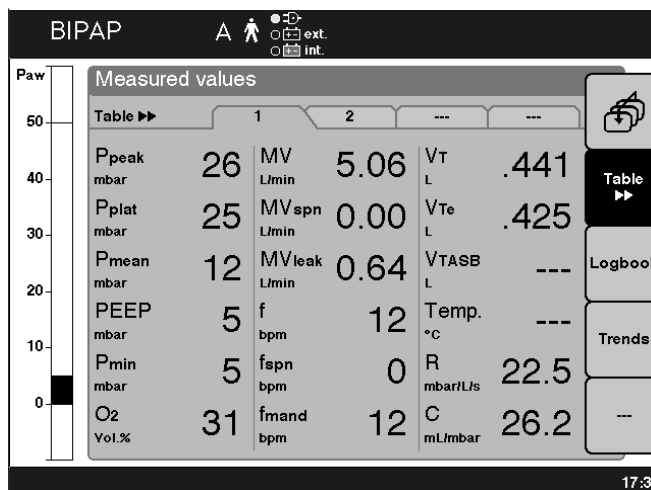 BIPAP A ext.
int.
Paw
50
40
30
20
10
0
Measured values
Table ▶▶ 1 2 --- ---
Ppeak mbar 26 MV L/min 5.06 VT L .441
Pplat mbar 25 MVspn L/min 0.00 VTe L .425
Pmean mbar 12 MVleak L/min 0.64 VTASB L ---
PEEP mbar 5 f bpm 12 Temp. °C ---
Pmin mbar 5 fspn bpm 0 R mbar/L/s 22.5
O2 Vol.% 31 fmand bpm 12 C mL/mbar 26.2
Table ▶▶
Logbook
Trends
---
17:3